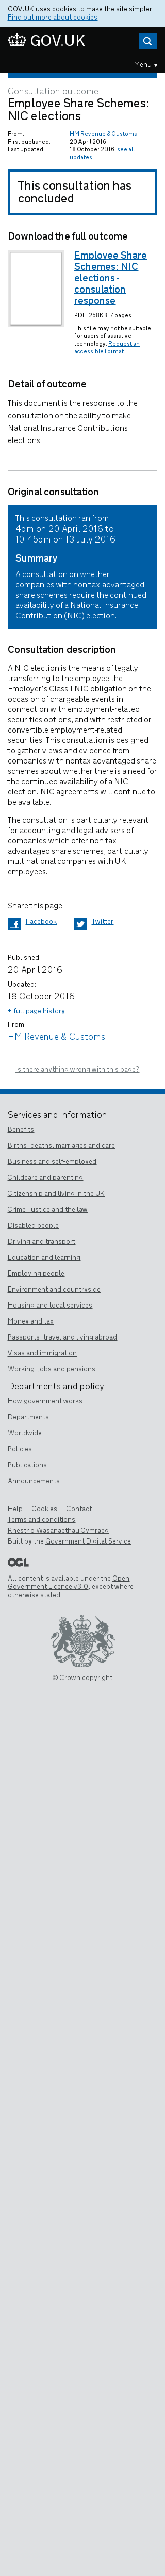 GOV.UK uses cookies to make the site simpler.
Find out more about cookies
GOV.UK
Menu ▾
Consultation outcome
Employee Share Schemes:
NIC elections
From: HM Revenue & Customs
First published: 20 April 2016
Last updated: 18 October 2016, see all
updates
This consultation has
concluded
Download the full outcome
Employee Share
Schemes: NIC
elections -
consulation
response
PDF, 258KB, 7 pages
This file may not be suitable
for users of assistive
technology. Request an
accessible format.
Detail of outcome
This document is the response to the
consultation on the ability to make
National Insurance Contributions
elections.
Original consultation
This consultation ran from
4pm on 20 April 2016 to
10:45pm on 13 July 2016
Summary
A consultation on whether
companies with non tax-advantaged
share schemes require the continued
availability of a National Insurance
Contribution (NIC) election.
Consultation description
A NIC election is the means of legally
transferring to the employee the
Employer's Class 1 NIC obligation on the
occasion of chargeable events in
employment related securities or
securities options arising from non-tax
advantaged share schemes. This
consultation is designed
to gather views and evidence from
companies with non-tax advantaged
share schemes about whether there is a need for
the continued availability of an NIC
election, and NIC agreement, will continue to
be available.
The consultation is particularly relevant
to accounting and legal advisers of
companies which offer non tax-
advantaged share schemes, particularly
multinational companies with UK
employees.
Share this page
Facebook Twitter
Published:
20 April 2016
Updated:
18 October 2016
+ full page history
From:
HM Revenue & Customs
Is there anything wrong with this page?
Services and information
Benefits
Births, deaths, marriages and care
Business and self-employed
Childcare and parenting
Citizenship and living in the UK
Crime, justice and the law
Disabled people
Driving and transport
Education and learning
Employing people
Environment and countryside
Housing and local services
Money and tax
Passports, travel and living abroad
Visas and immigration
Working, jobs and pensions
Departments and policy
How government works
Departments
Worldwide
Policies
Publications
Announcements
Help Cookies Contact
Terms and conditions
Rhestr o Wasanaethau Cymraeg
Built by the Government Digital Service
OGL
All content is available under the Open
Government Licence v3.0, except where
otherwise stated
© Crown copyright